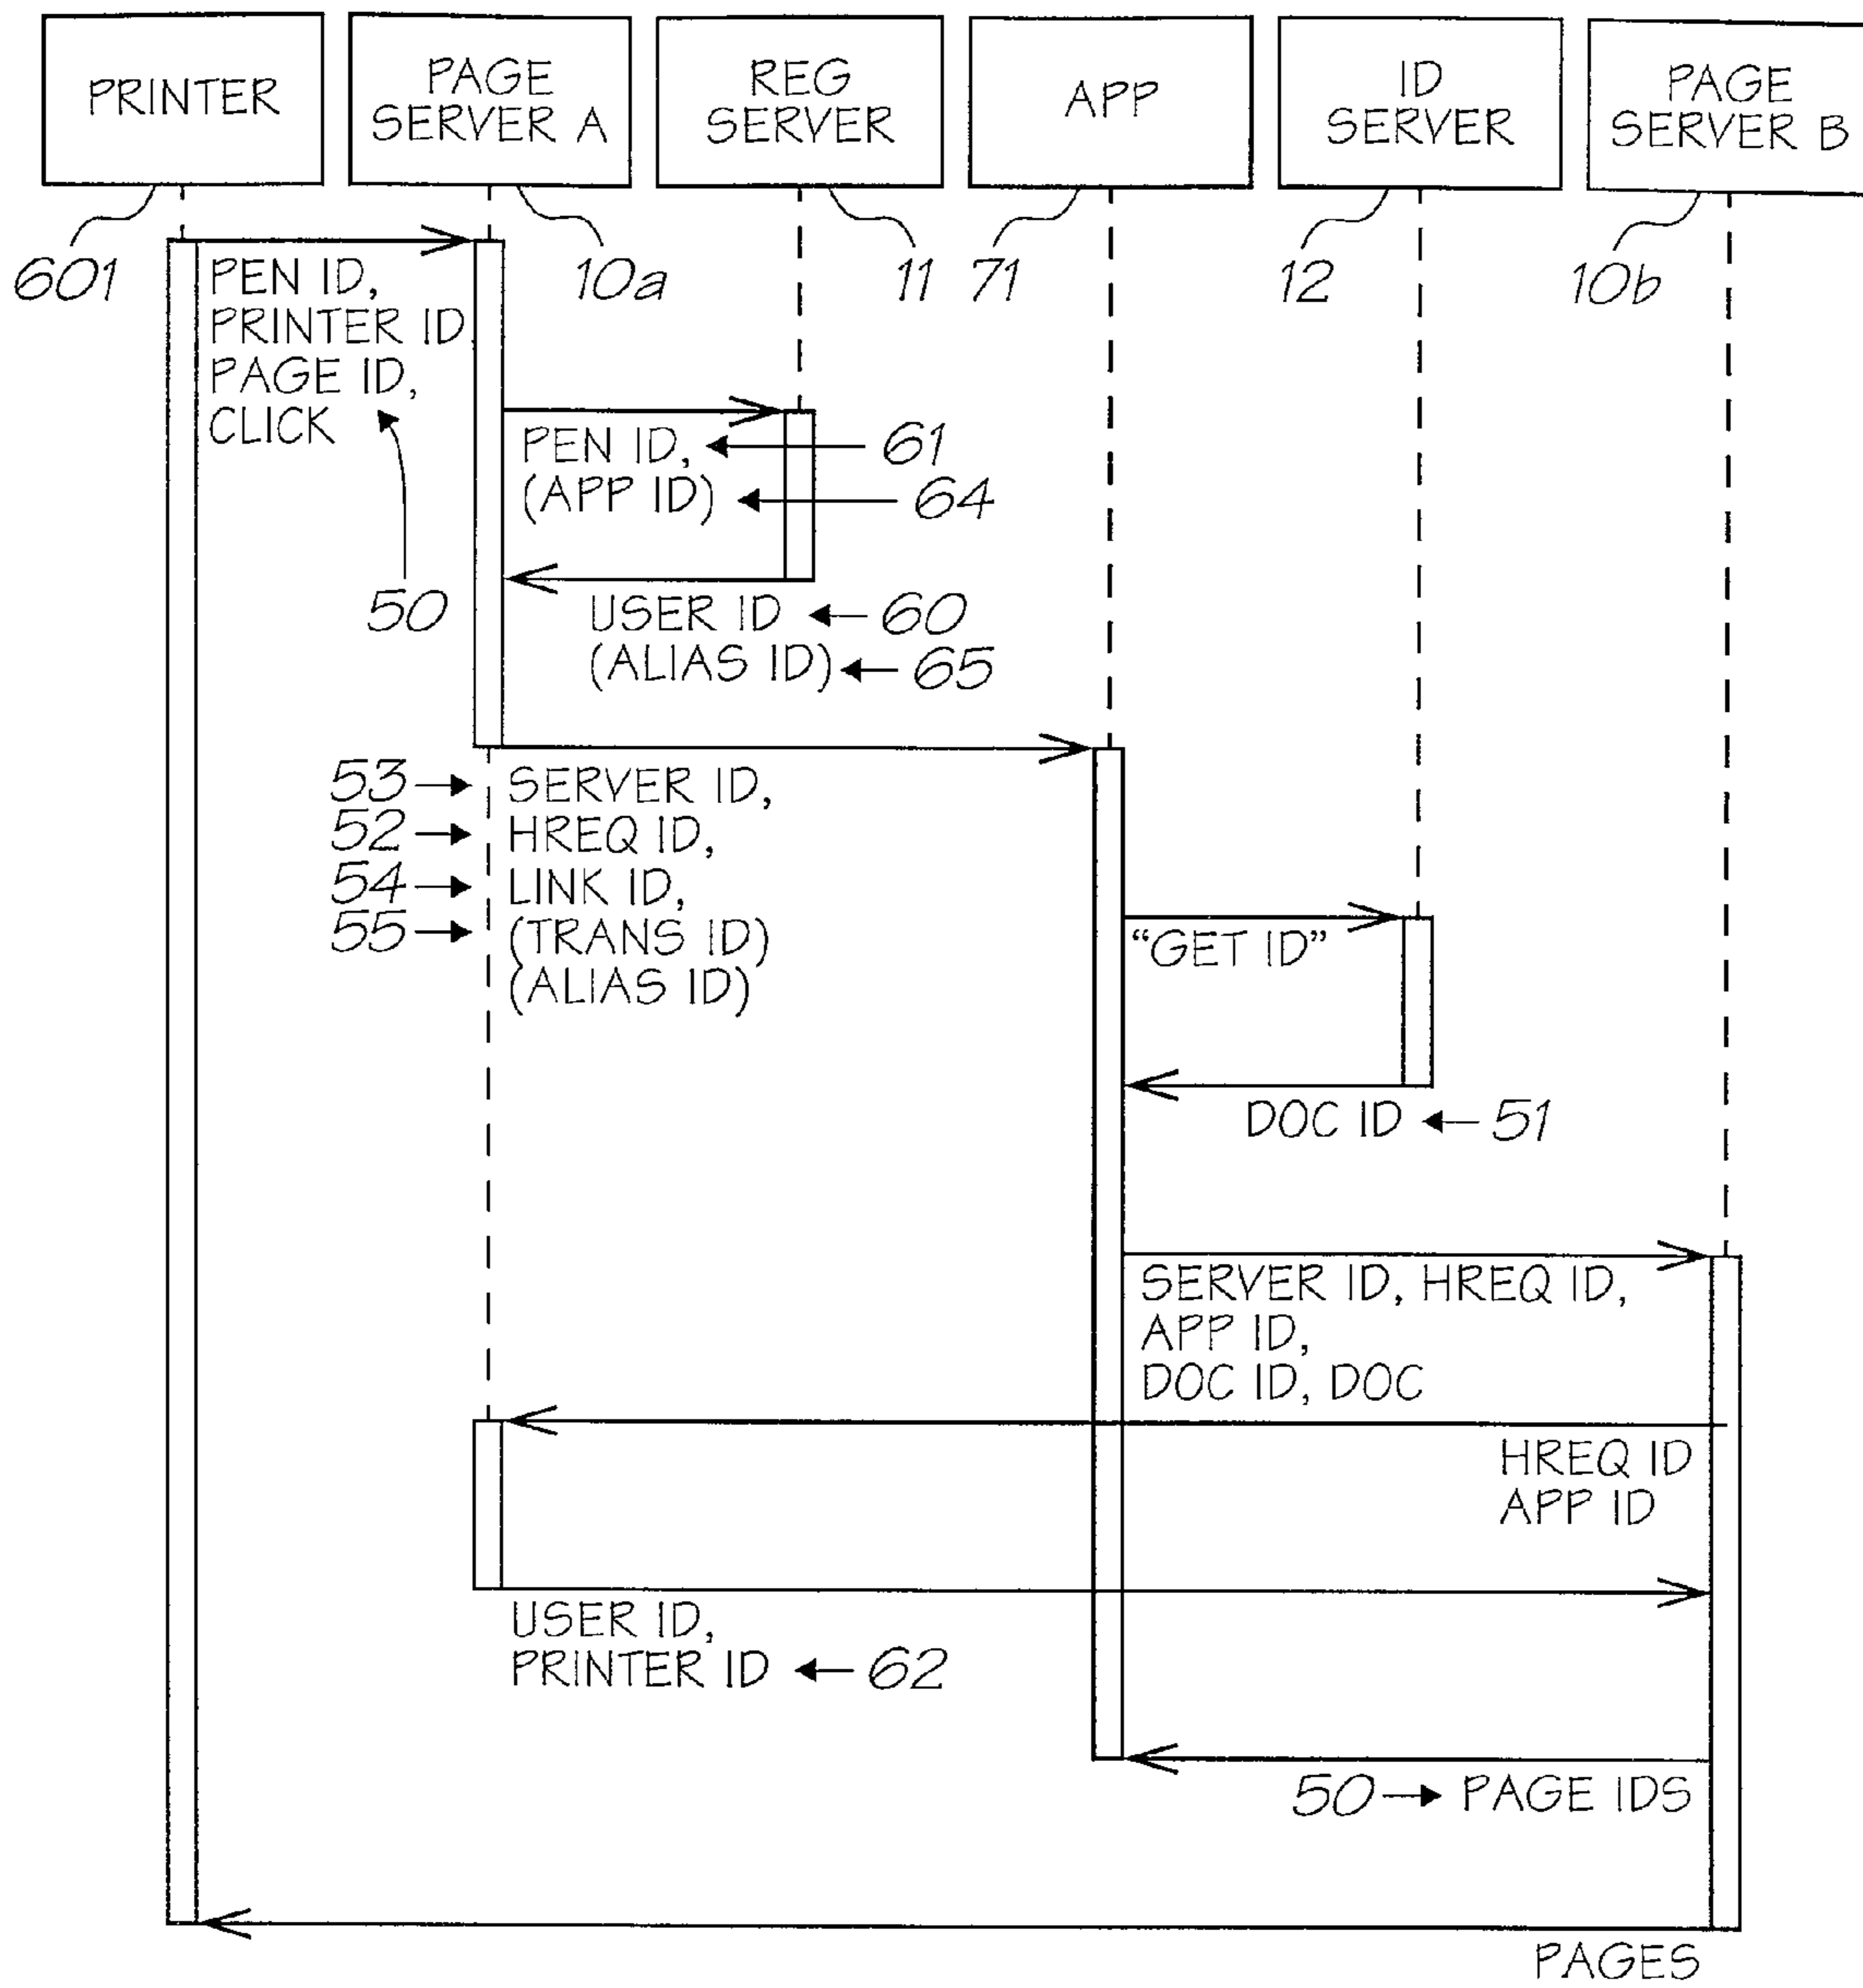 PRINTER
PAGE
SERVER A
REG
SERVER
APP
ID
SERVER
PAGE
SERVER B
601
10a
11
71
12
10b
PEN ID,
PRINTER ID
PAGE ID,
CLICK
50
PEN ID,
(APP ID)
61
64
USER ID
(ALIAS ID)
60
65
53
52
54
55
SERVER ID,
HREQ ID,
LINK ID,
(TRANS ID)
(ALIAS ID)
“GET ID”
DOC ID
51
SERVER ID, HREQ ID,
APP ID,
DOC ID, DOC
HREQ ID
APP ID
USER ID,
PRINTER ID
62
50
PAGE IDS
PAGES